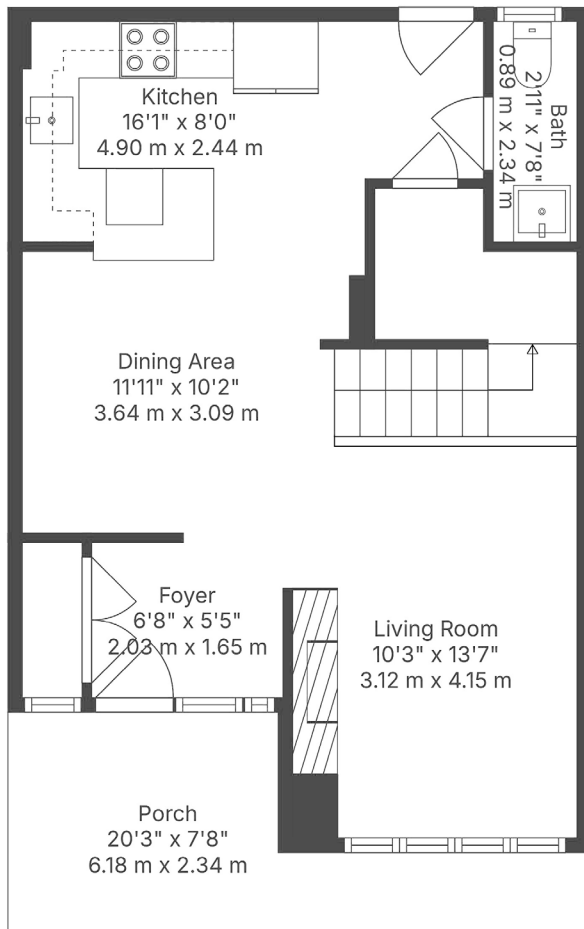 Kitchen
16'1" x 8'0"
4.90 m x 2.44 m
Bath
2'11" x 7'8"
0.89 m x 2.34 m
Dining Area
11'11" x 10'2"
3.64 m x 3.09 m
Foyer
6'8" x 5'5"
2.03 m x 1.65 m
Living Room
10'3" x 13'7"
3.12 m x 4.15 m
Porch
20'3" x 7'8"
6.18 m x 2.34 m